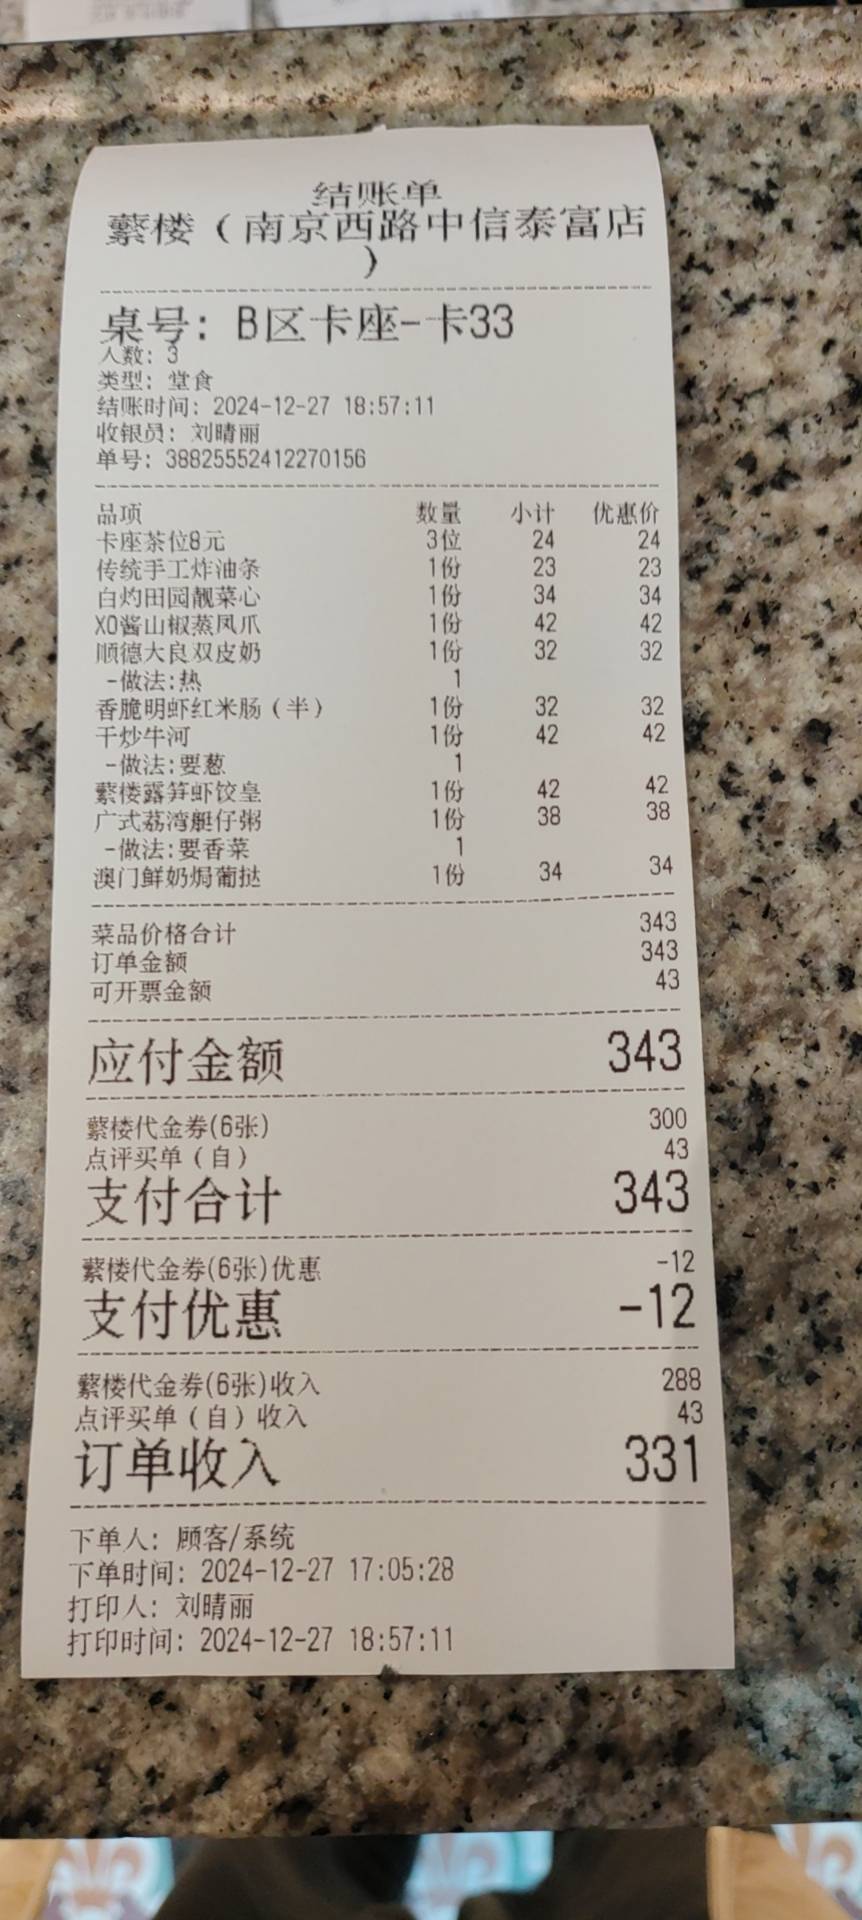 结账单
蘩楼（南京西路中信泰富店
）
桌号: B区卡座-卡33
人数: 3
类型: 堂食
结账时间: 2024-12-27 18:57:11
收银员: 刘晴丽
单号: 38825552412270156
品项 数量 小计 优惠价
卡座茶位8元 3位 24 24
传统手工炸油条 1份 23 23
白灼田园靓菜心 1份 34 34
XO酱山椒蒸凤爪 1份 42 42
顺德大良双皮奶 1份 32 32
-做法:热 1
香脆明虾红米肠（半） 1份 32 32
干炒牛河 1份 42 42
-做法:要葱 1
蘩楼露笋虾饺皇 1份 42 42
广式荔湾艇仔粥 1份 38 38
-做法:要香菜 1
澳门鲜奶焗葡挞 1份 34 34
菜品价格合计 343
订单金额 343
可开票金额 43
应付金额 343
蘩楼代金券(6张) 300
点评买单（自） 43
支付合计 343
蘩楼代金券(6张)优惠 -12
支付优惠 -12
蘩楼代金券(6张)收入 288
点评买单（自）收入 43
订单收入 331
下单人: 顾客/系统
下单时间: 2024-12-27 17:05:28
打印人: 刘晴丽
打印时间: 2024-12-27 18:57:11